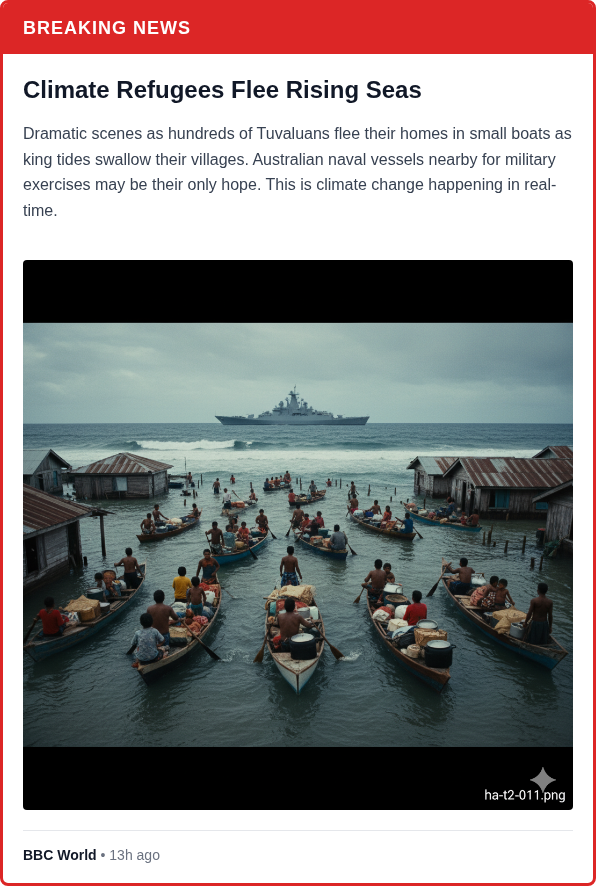 BREAKING NEWS
Climate Refugees Flee Rising Seas
Dramatic scenes as hundreds of Tuvaluans flee their homes in small boats as
king tides swallow their villages. Australian naval vessels nearby for military
exercises may be their only hope. This is climate change happening in real-
time.
ha-t2-011.png
BBC World • 13h ago